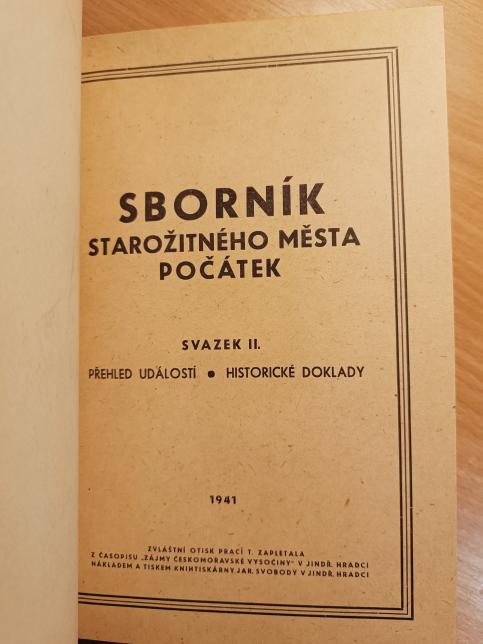 SBORNÍK
STAROŽITNÉHO MĚSTA
POČÁTEK
SVAZEK II.
PŘEHLED UDÁLOSTÍ ● HISTORICKÉ DOKLADY
1941
ZVLÁŠTNÍ OTISK PRACÍ T. ZAPLETALA
Z ČASOPISU „ZÁJMY ČESKOMORAVSKÉ VYSOČINY" V JINDŘ. HRADCI
NÁKLADEM A TISKEM KNIHTISKÁRNY JAR. SVOBODY V JINDŘ. HRADCI